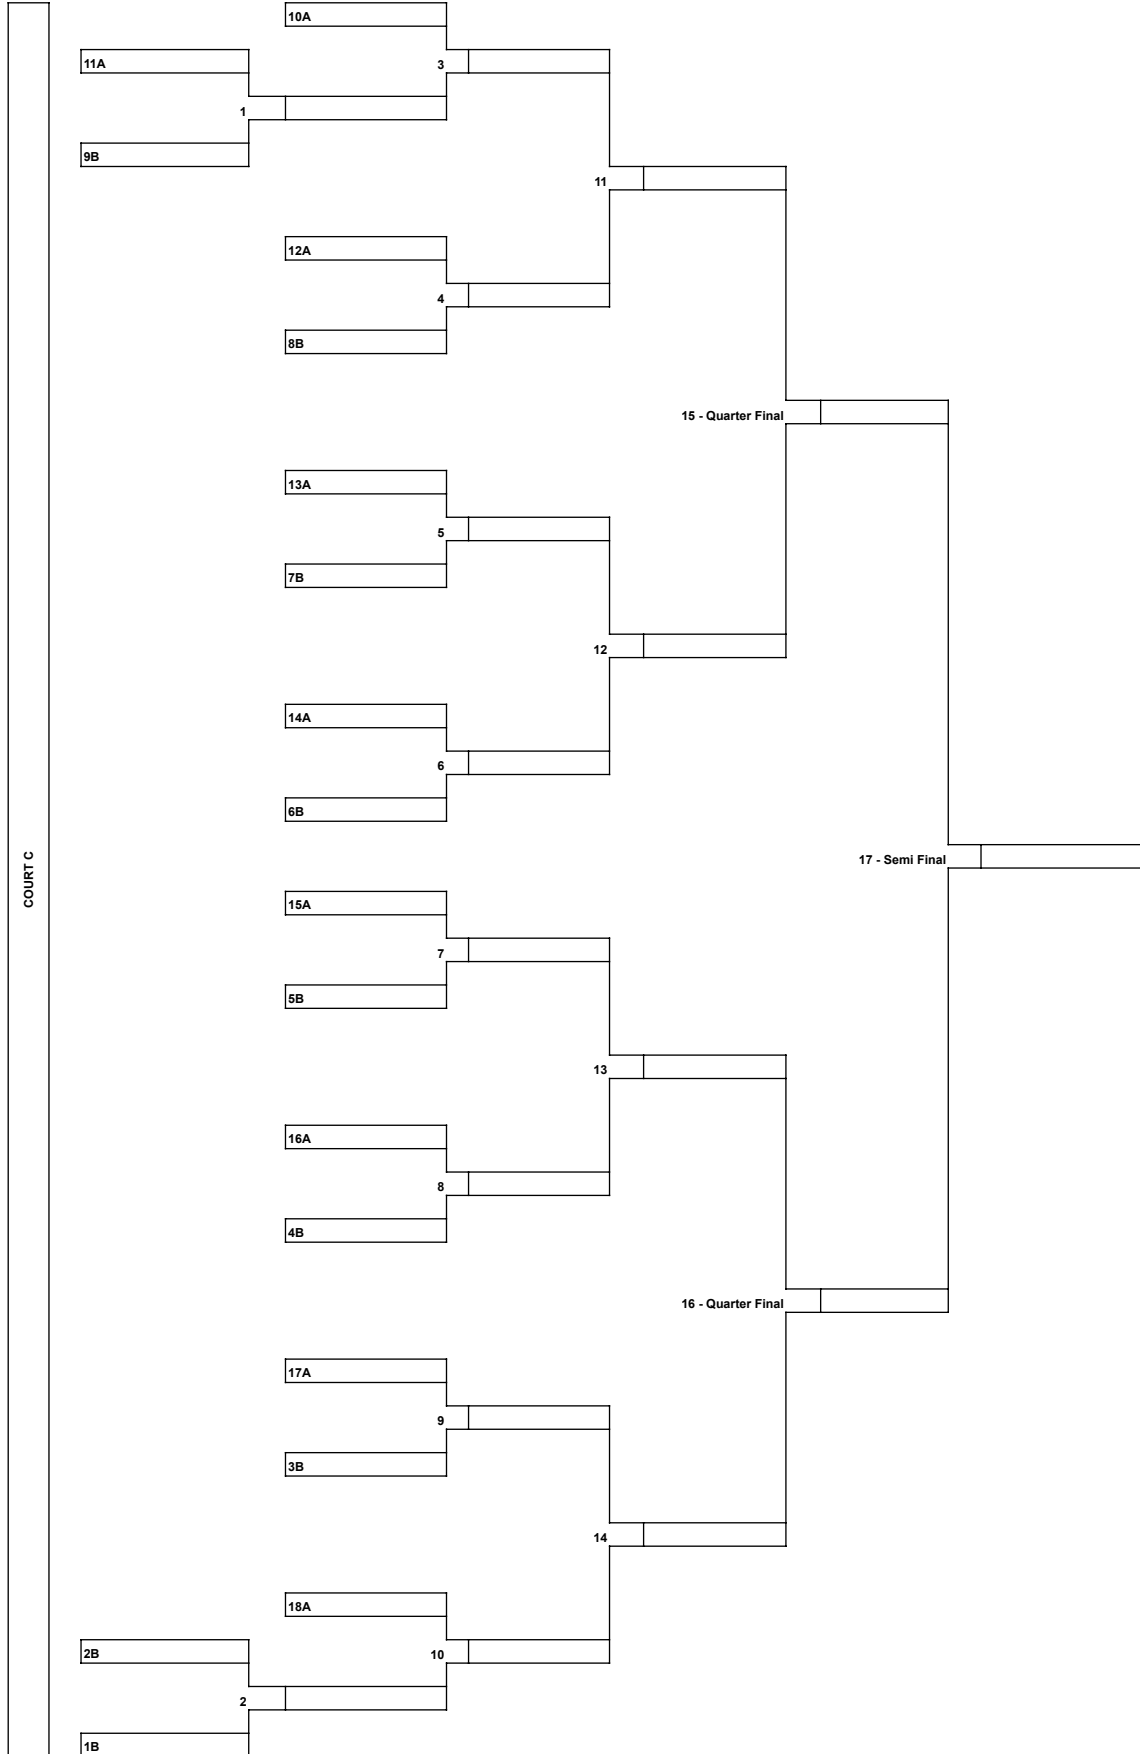 10A
11A
3
1
9B
11
12A
4
8B
15 - Quarter Final
13A
5
7B
12
14A
6
6B
COURT C
17 - Semi Final
15A
7
5B
13
16A
8
4B
16 - Quarter Final
17A
9
3B
14
18A
2B
10
2
1B